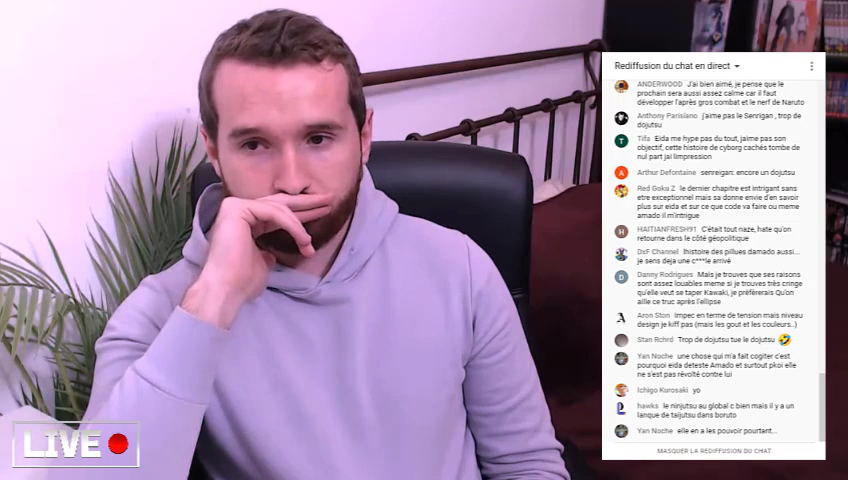 Rediffusion du chat en direct
ANDERWOOD J'ai bien aimé, je pense que le
prochain sera aussi assez calme car il faut
développer l'après gros combat et le nerf de Naruto
Anthony Parisiano j'aime pas le Senrigan , trop de
dojutsu
Tifa Eida me hype pas du tout, jaime pas son
objectif, cette histoire de cyborg cachés tombe de
nul part jai limpression
Arthur Defontaine senreigan: encore un dojutsu
Red Goku Z le dernier chapitre est intrigant sans
etre exceptionnel mais sa donne envie d'en savoir
plus sur eida et sur ce que code va faire ou meme
amado il m'intrigue
HAITIANFRESH91 C'était tout naze, hate qu'on
retourne dans le côté géopolitique
DxF Channel lhistoire des pillues damado aussi...
je sens deja une c***le arrivé
Danny Rodrigues Mais je trouves que ses raisons
sont assez louables meme si je trouves très cringe
qu'elle veut se taper Kawaki, je préfèrerais Qu'on
aille ce truc après l'ellipse
Aron Ston Impec en terme de tension mais niveau
design je kiff pas (mais les gout et les couleurs..)
Stan Rchrd Trop de dojutsu tue le dojutsu 🤣
Yan Noche une chose qui m'a fait cogiter c'est
pourquoi eida deteste Amado et surtout pkoi elle
ne s'est pas révolté contre lui
Ichigo Kurosaki yo
hawks le ninjutsu au global c bien mais il y a un
lanque de taijutsu dans boruto
Yan Noche elle en a les pouvoir pourtant...
MASQUER LA REDIFFUSION DU CHAT
LIVE